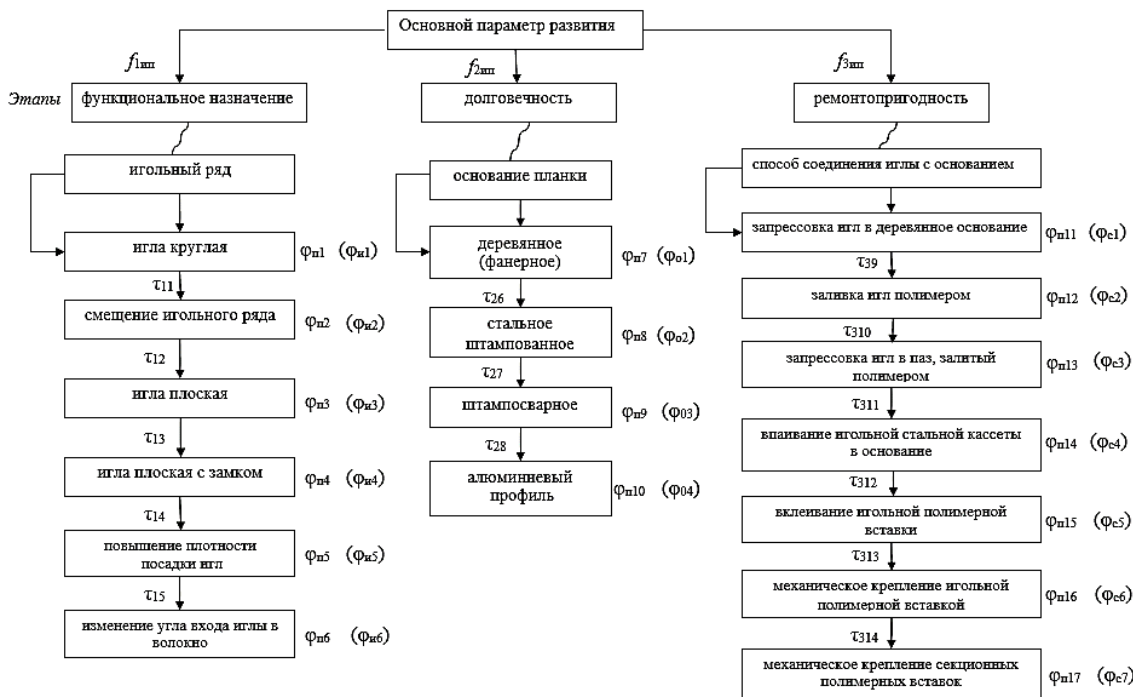 Основной параметр развития
f1ип
f2ип
f3ип
Этапы
функциональное назначение
долговечность
ремонтопригодность
игольный ряд
основание планки
способ соединения иглы с основанием
игла круглая
φп1 (φи1)
τ11
смещение игольного ряда
φп2 (φи2)
τ12
игла плоская
φп3 (φи3)
τ13
игла плоская с замком
φп4 (φи4)
τ14
повышение плотности
посадки игл
φп5 (φи5)
τ15
изменение угла входа иглы в
волокно
φп6 (φи6)
деревянное
(фанерное)
φп7 (φо1)
τ26
стальное
штампованное
φп8 (φо2)
τ27
штампосварное
φп9 (φ03)
τ28
алюминиевый
профиль
φп10 (φ04)
запрессовка игл в деревянное основание
φп11 (φс1)
τ39
заливка игл полимером
φп12 (φс2)
τ310
запрессовка игл в паз, залитый
полимером
φп13 (φс3)
τ311
впаивание игольной стальной кассеты
в основание
φп14 (φс4)
τ312
вклеивание игольной полимерной
вставки
φп15 (φс5)
τ313
механическое крепление игольной
полимерной вставкой
φп16 (φс6)
τ314
механическое крепление секционных
полимерных вставок
φп17 (φс7)